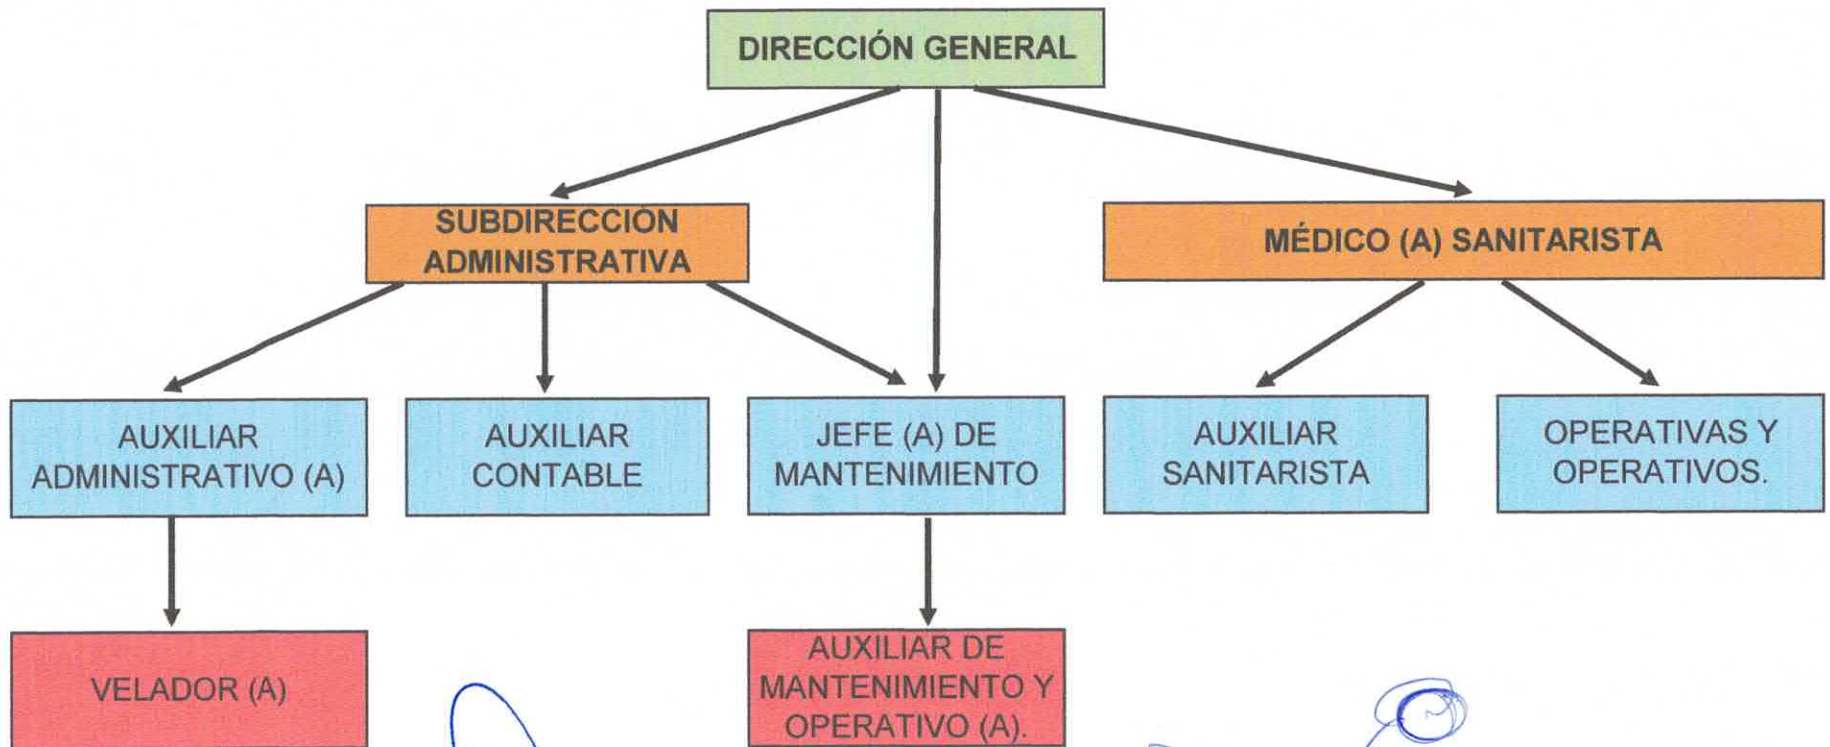 DIRECCIÓN GENERAL
SUBDIRECCIÓN
ADMINISTRATIVA
MÉDICO (A) SANITARISTA
AUXILIAR
ADMINISTRATIVO (A)
AUXILIAR
CONTABLE
JEFE (A) DE
MANTENIMIENTO
AUXILIAR
SANITARISTA
OPERATIVAS Y
OPERATIVOS.
VELADOR (A)
AUXILIAR DE
MANTENIMIENTO Y
OPERATIVO (A).